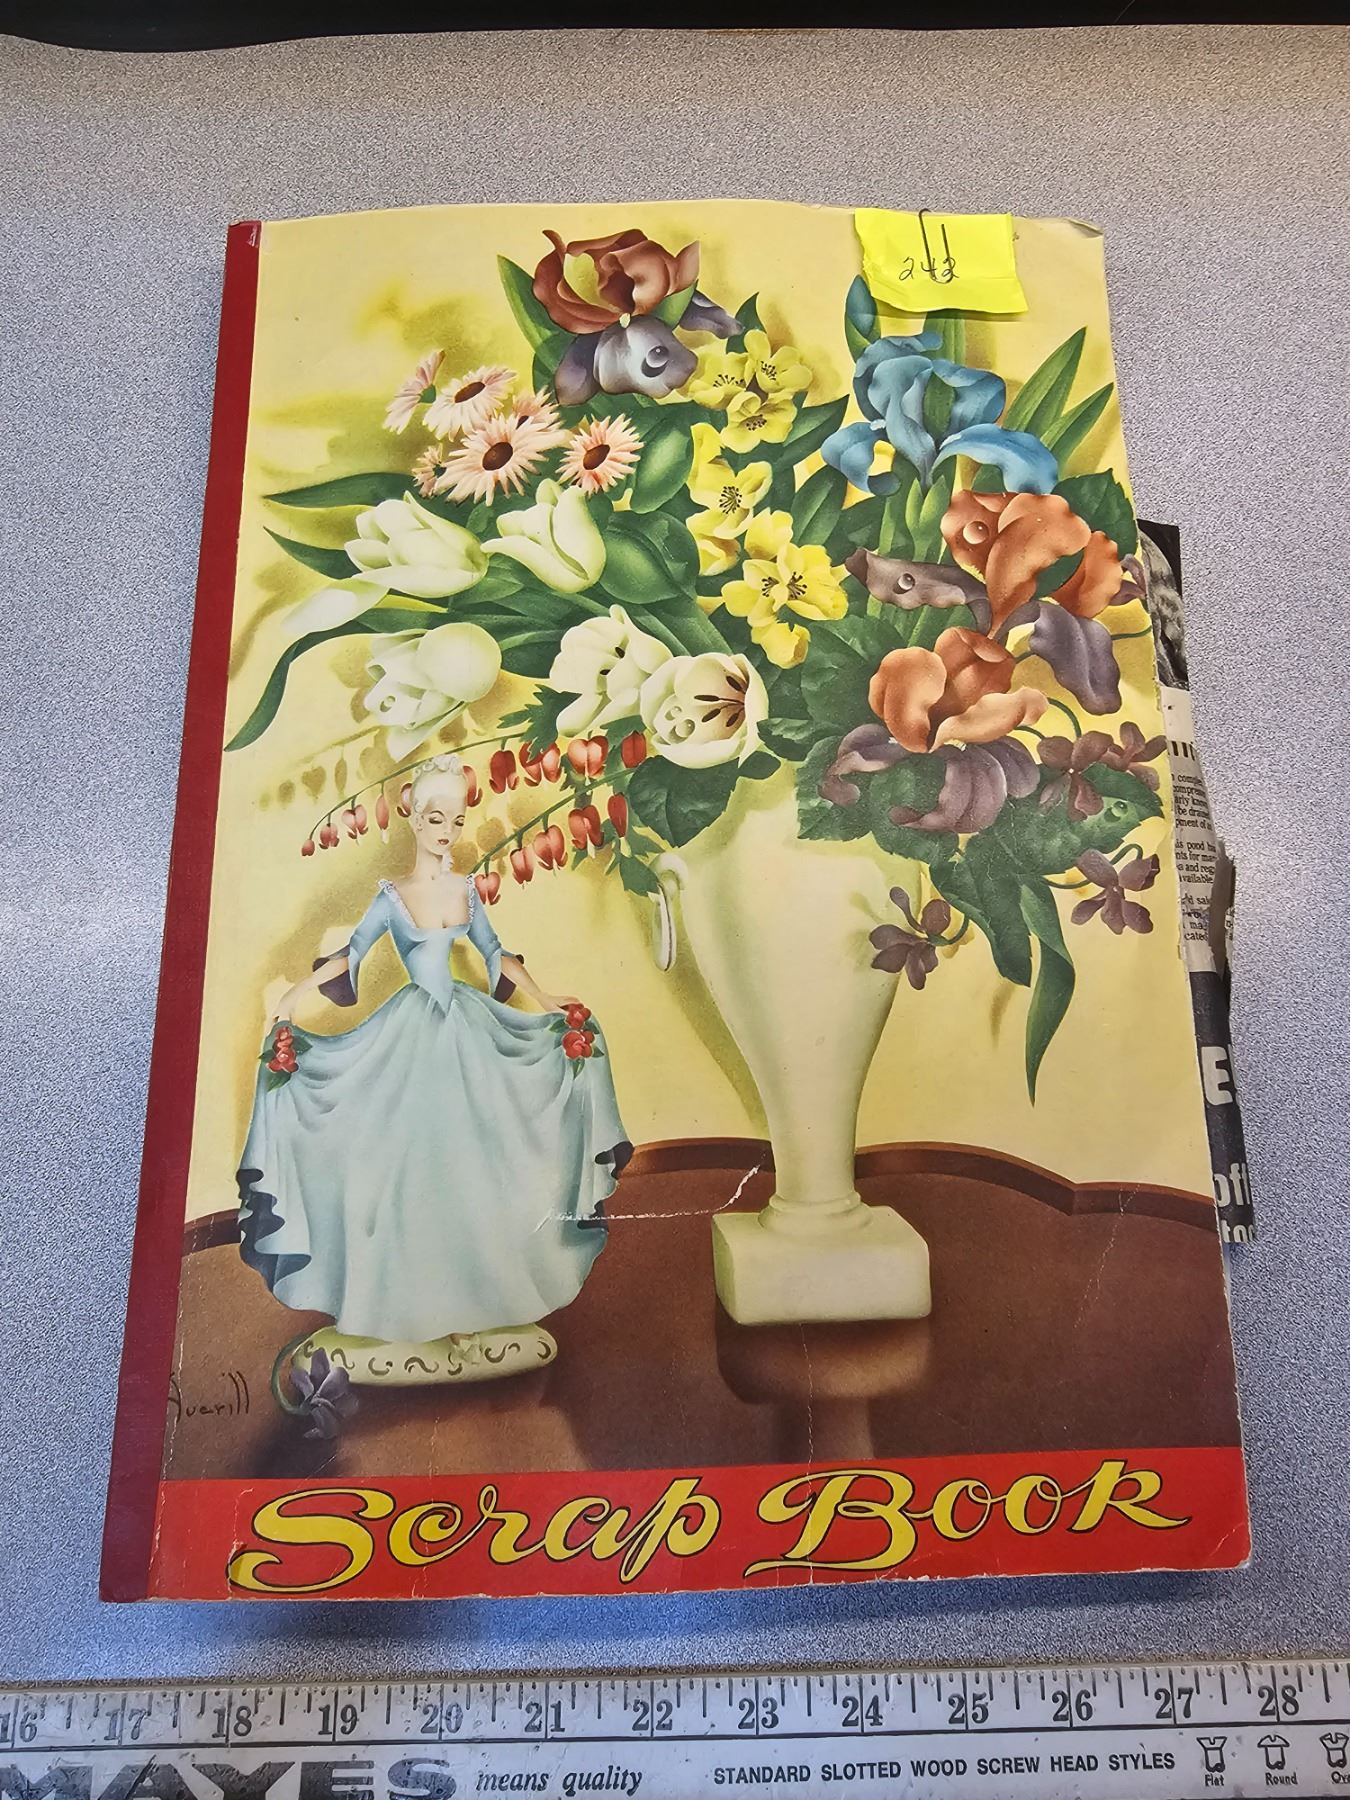 242
Averill
Scrap Book
16 17 18 19 20 21 22 23 24 25 26 27 28
MAYES means quality STANDARD SLOTTED WOOD SCREW HEAD STYLES
Flat Round